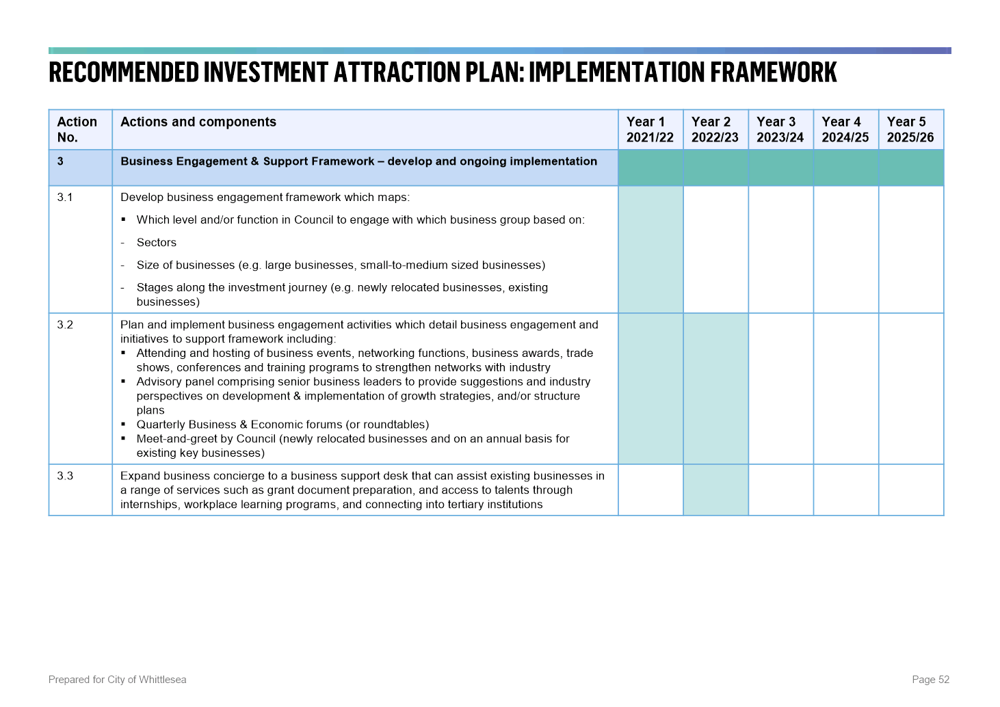 RECOMMENDED INVESTMENT ATTRACTION PLAN: IMPLEMENTATION FRAMEWORK
Action No.
Actions and components
Year 1 2021/22
Year 2 2022/23
Year 3 2023/24
Year 4 2024/25
Year 5 2025/26
3
Business Engagement & Support Framework – develop and ongoing implementation
3.1
Develop business engagement framework which maps:
▪ Which level and/or function in Council to engage with which business group based on:
- Sectors
- Size of businesses (e.g. large businesses, small-to-medium sized businesses)
- Stages along the investment journey (e.g. newly relocated businesses, existing
businesses)
3.2
Plan and implement business engagement activities which detail business engagement and
initiatives to support framework including:
▪ Attending and hosting of business events, networking functions, business awards, trade
shows, conferences and training programs to strengthen networks with industry
▪ Advisory panel comprising senior business leaders to provide suggestions and industry
perspectives on development & implementation of growth strategies, and/or structure
plans
▪ Quarterly Business & Economic forums (or roundtables)
▪ Meet-and-greet by Council (newly relocated businesses and on an annual basis for
existing key businesses)
3.3
Expand business concierge to a business support desk that can assist existing businesses in
a range of services such as grant document preparation, and access to talents through
internships, workplace learning programs, and connecting into tertiary institutions
Prepared for City of Whittlesea
Page 52